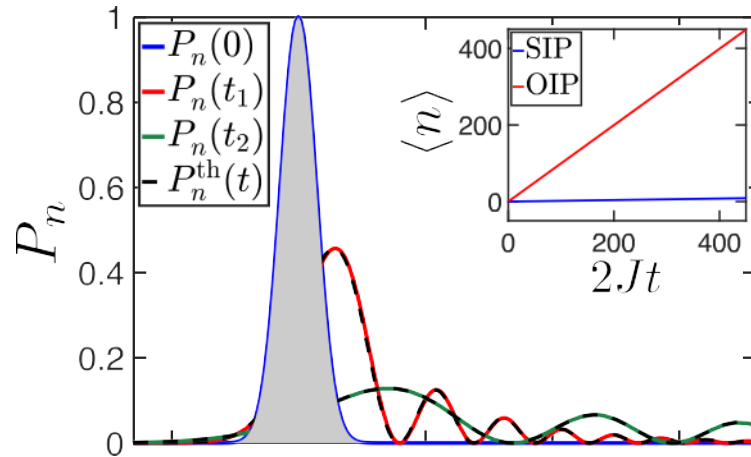 1
0.8
0.6
0.4
0.2
0
P_n
P_n(0)
P_n(t_1)
P_n(t_2)
P_n^th(t)
SIP
OIP
400
200
0
⟨n⟩
0 200 400
2Jt